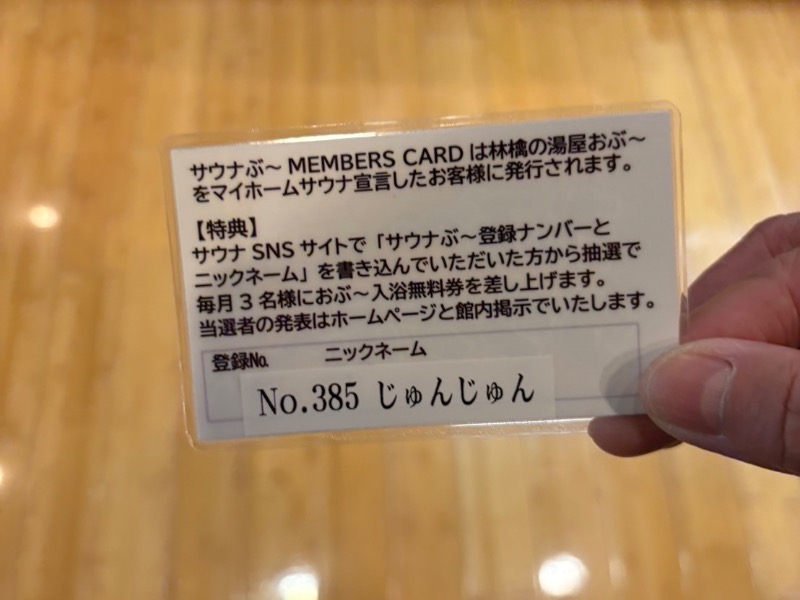 サウナぶ～ MEMBERS CARD は林檎の湯屋おぶ～
をマイホームサウナ宣言したお客様に発行されます。
【特典】
サウナ SNS サイトで「サウナぶ～登録ナンバーと
ニックネーム」を書き込んでいただいた方から抽選で
毎月 3 名様におぶ～入浴無料券を差し上げます。
当選者の発表はホームページと館内掲示でいたします。
登録No. ニックネーム
No.385 じゅんじゅん